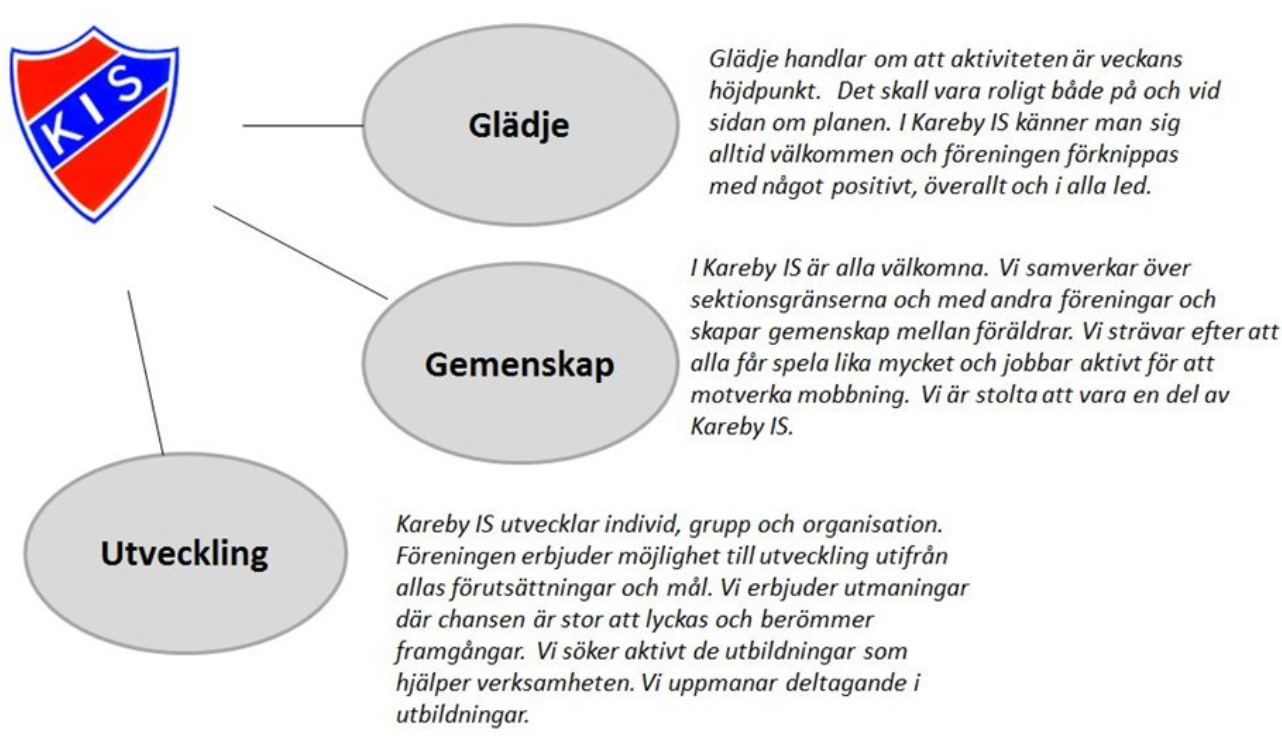 KIS
Glädje
Glädje handlar om att aktiviteten är veckans
höjdpunkt. Det skall vara roligt både på och vid
sidan om planen. I Kareby IS känner man sig
alltid välkommen och föreningen förknippas
med något positivt, överallt och i alla led.
Gemenskap
I Kareby IS är alla välkomna. Vi samverkar över
sektionsgränserna och med andra föreningar och
skapar gemenskap mellan föräldrar. Vi strävar efter att
alla får spela lika mycket och jobbar aktivt för att
motverka mobbning. Vi är stolta att vara en del av
Kareby IS.
Utveckling
Kareby IS utvecklar individ, grupp och organisation.
Föreningen erbjuder möjlighet till utveckling utifrån
allas förutsättningar och mål. Vi erbjuder utmaningar
där chansen är stor att lyckas och berömmer
framgångar. Vi söker aktivt de utbildningar som
hjälper verksamheten. Vi uppmanar deltagande i
utbildningar.